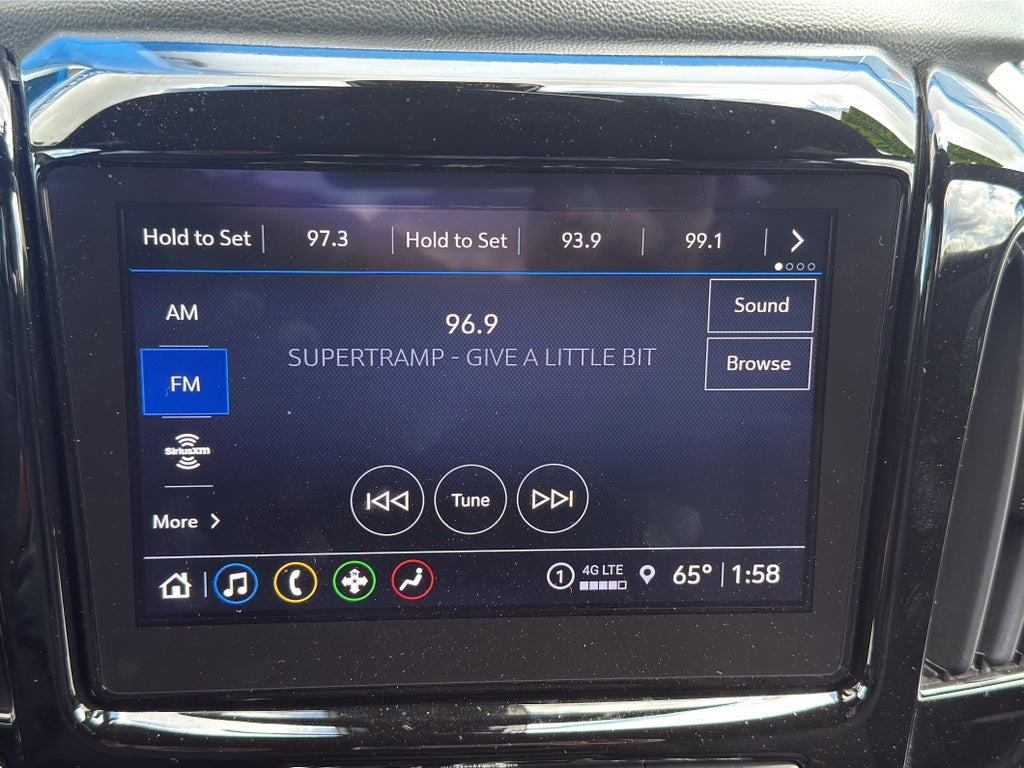 Hold to Set 97.3 Hold to Set 93.9 99.1
AM
96.9
Sound
SUPERTRAMP - GIVE A LITTLE BIT
Browse
FM
SiriusXM
More
Tune
1 4G LTE 65° 1:58